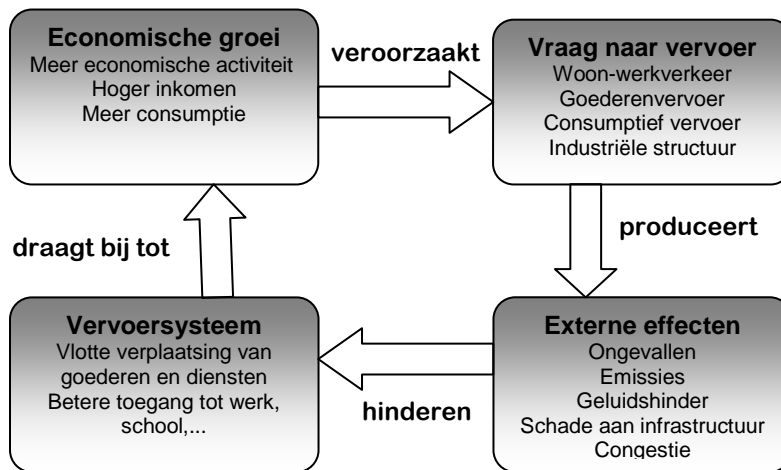 Economische groei
Meer economische activiteit
Hoger inkomen
Meer consumptie
veroorzaakt
Vraag naar vervoer
Woon-werkverkeer
Goederenvervoer
Consumptief vervoer
Industriële structuur
draagt bij tot
produceert
Vervoersysteem
Vlotte verplaatsing van
goederen en diensten
Betere toegang tot werk,
school,...
hinderen
Externe effecten
Ongevallen
Emissies
Geluidshinder
Schade aan infrastructuur
Congestie